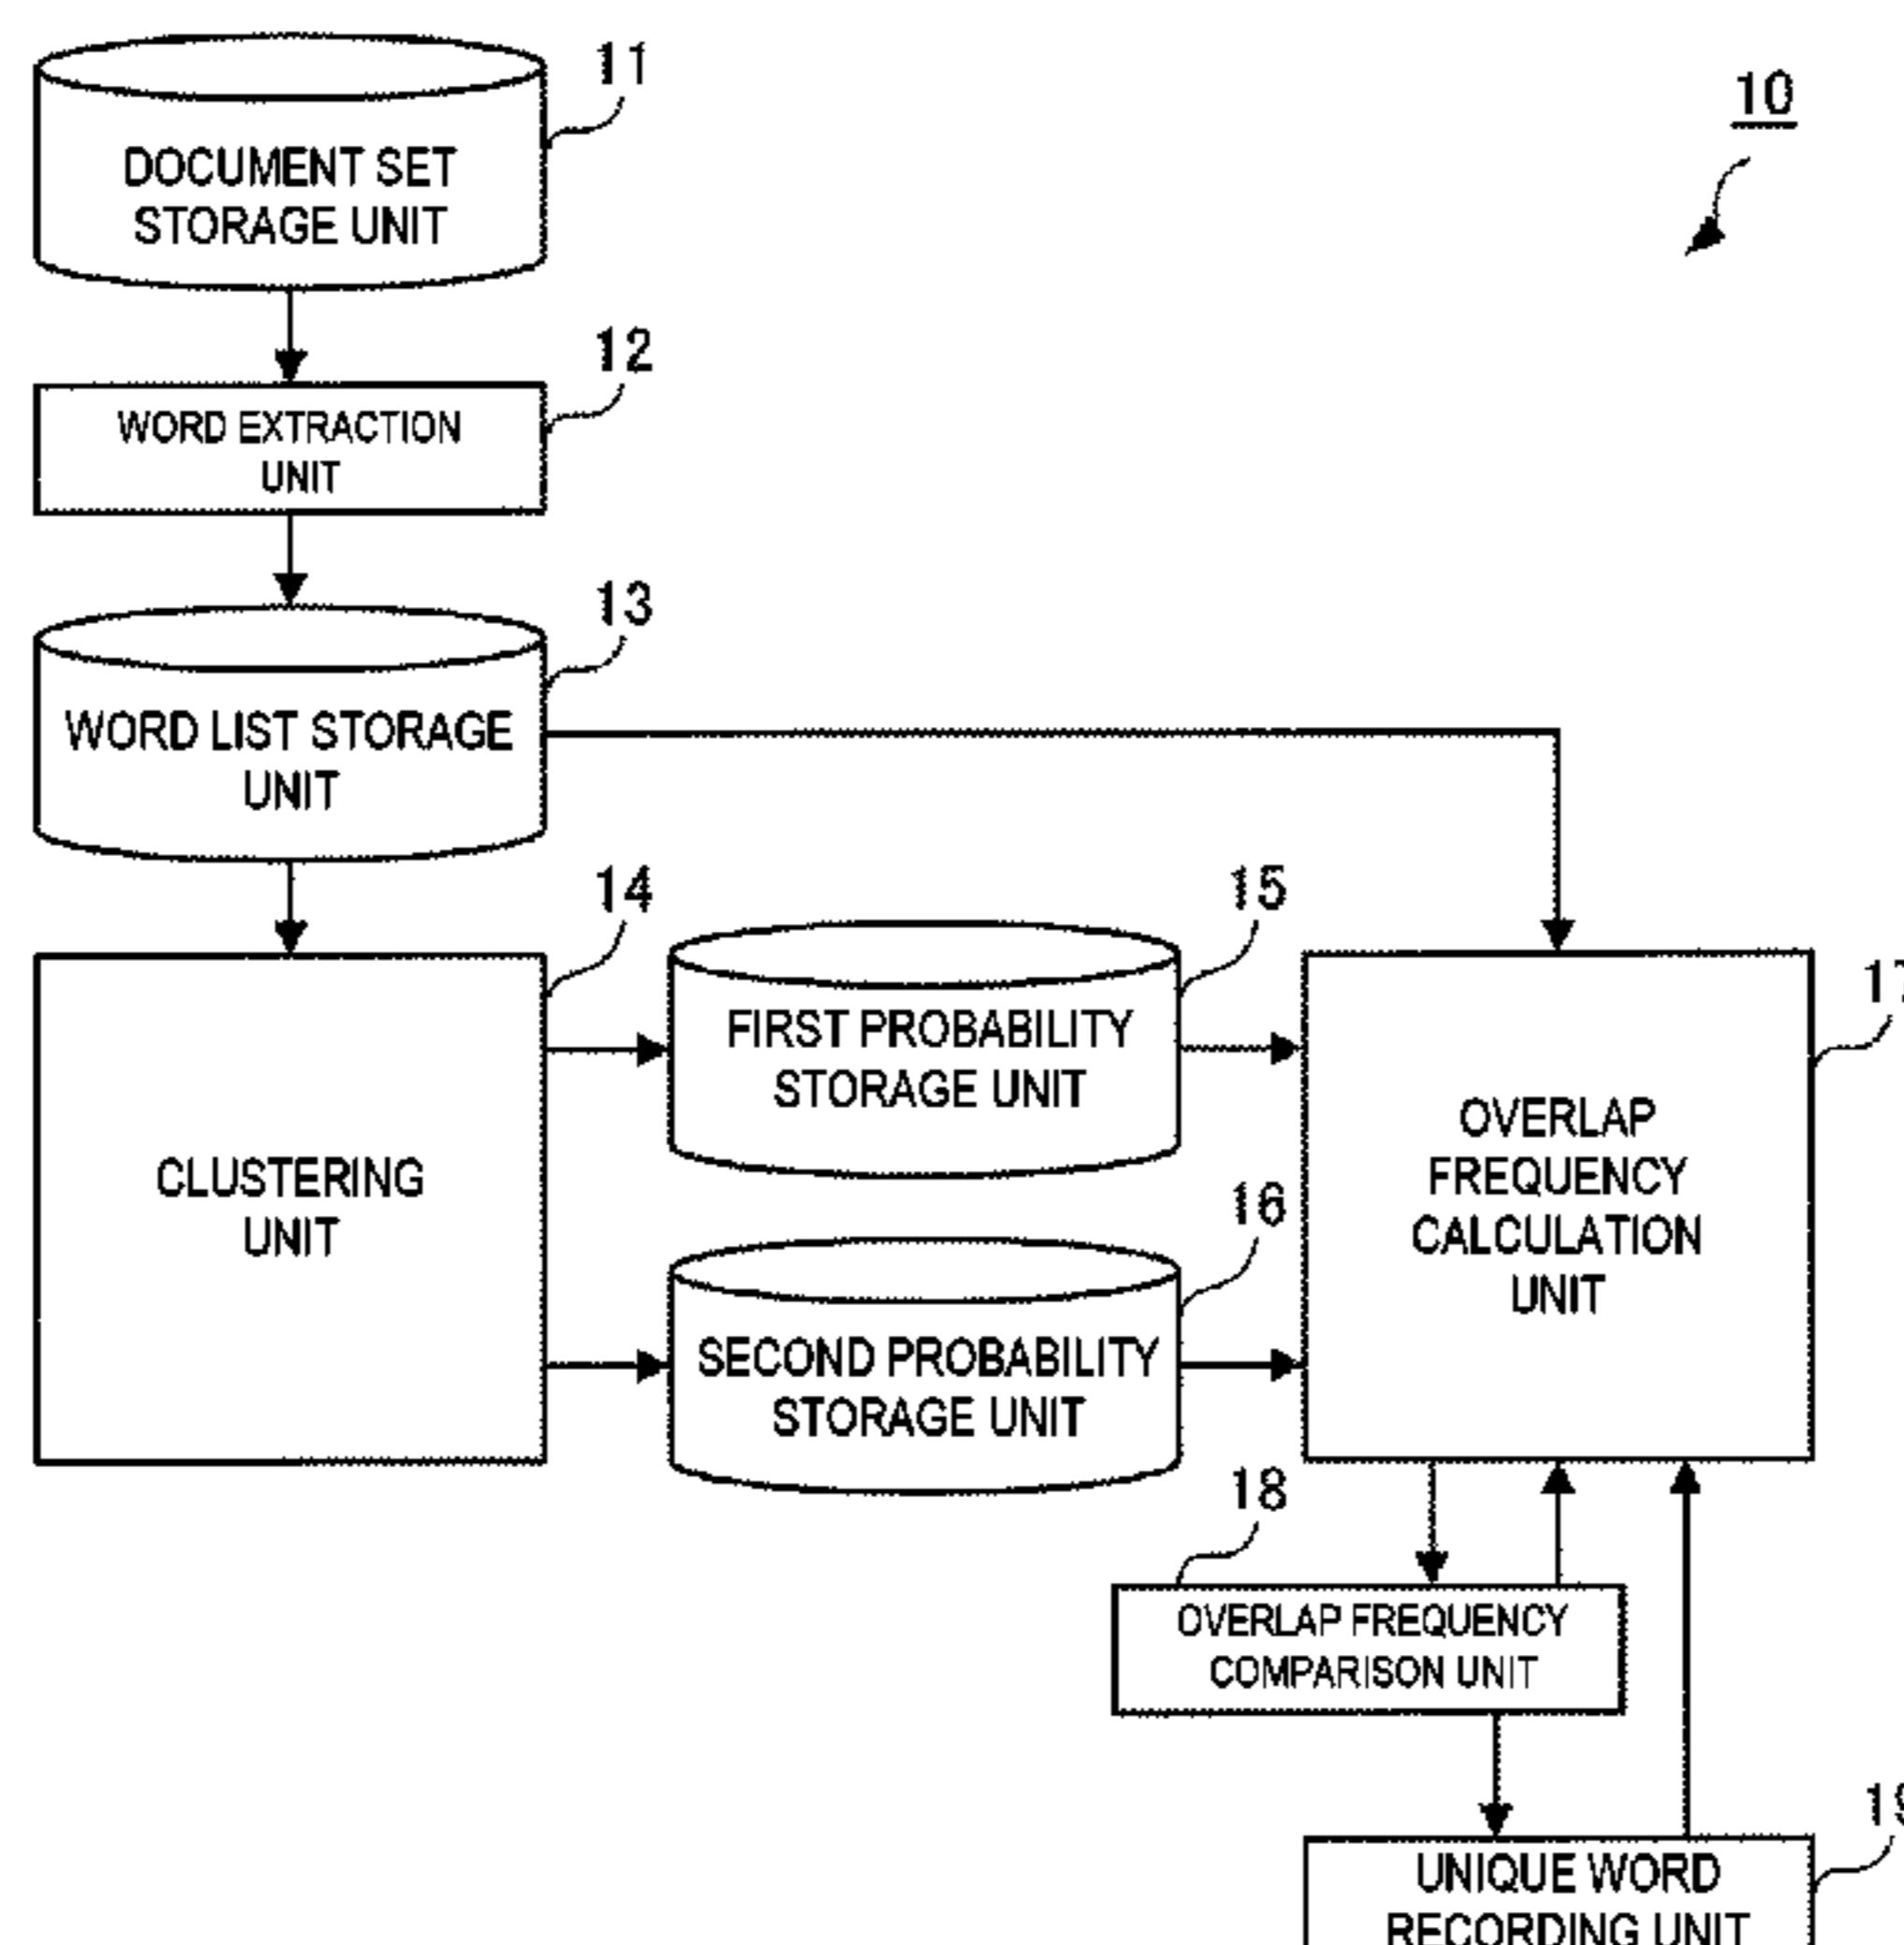 11
10
DOCUMENT SET
STORAGE UNIT
12
WORD EXTRACTION
UNIT
13
WORD LIST STORAGE
UNIT
14
15
17
FIRST PROBABILITY
STORAGE UNIT
CLUSTERING
UNIT
OVERLAP
FREQUENCY
CALCULATION
UNIT
16
SECOND PROBABILITY
STORAGE UNIT
18
OVERLAP FREQUENCY
COMPARISON UNIT
19
UNIQUE WORD
RECORDING UNIT